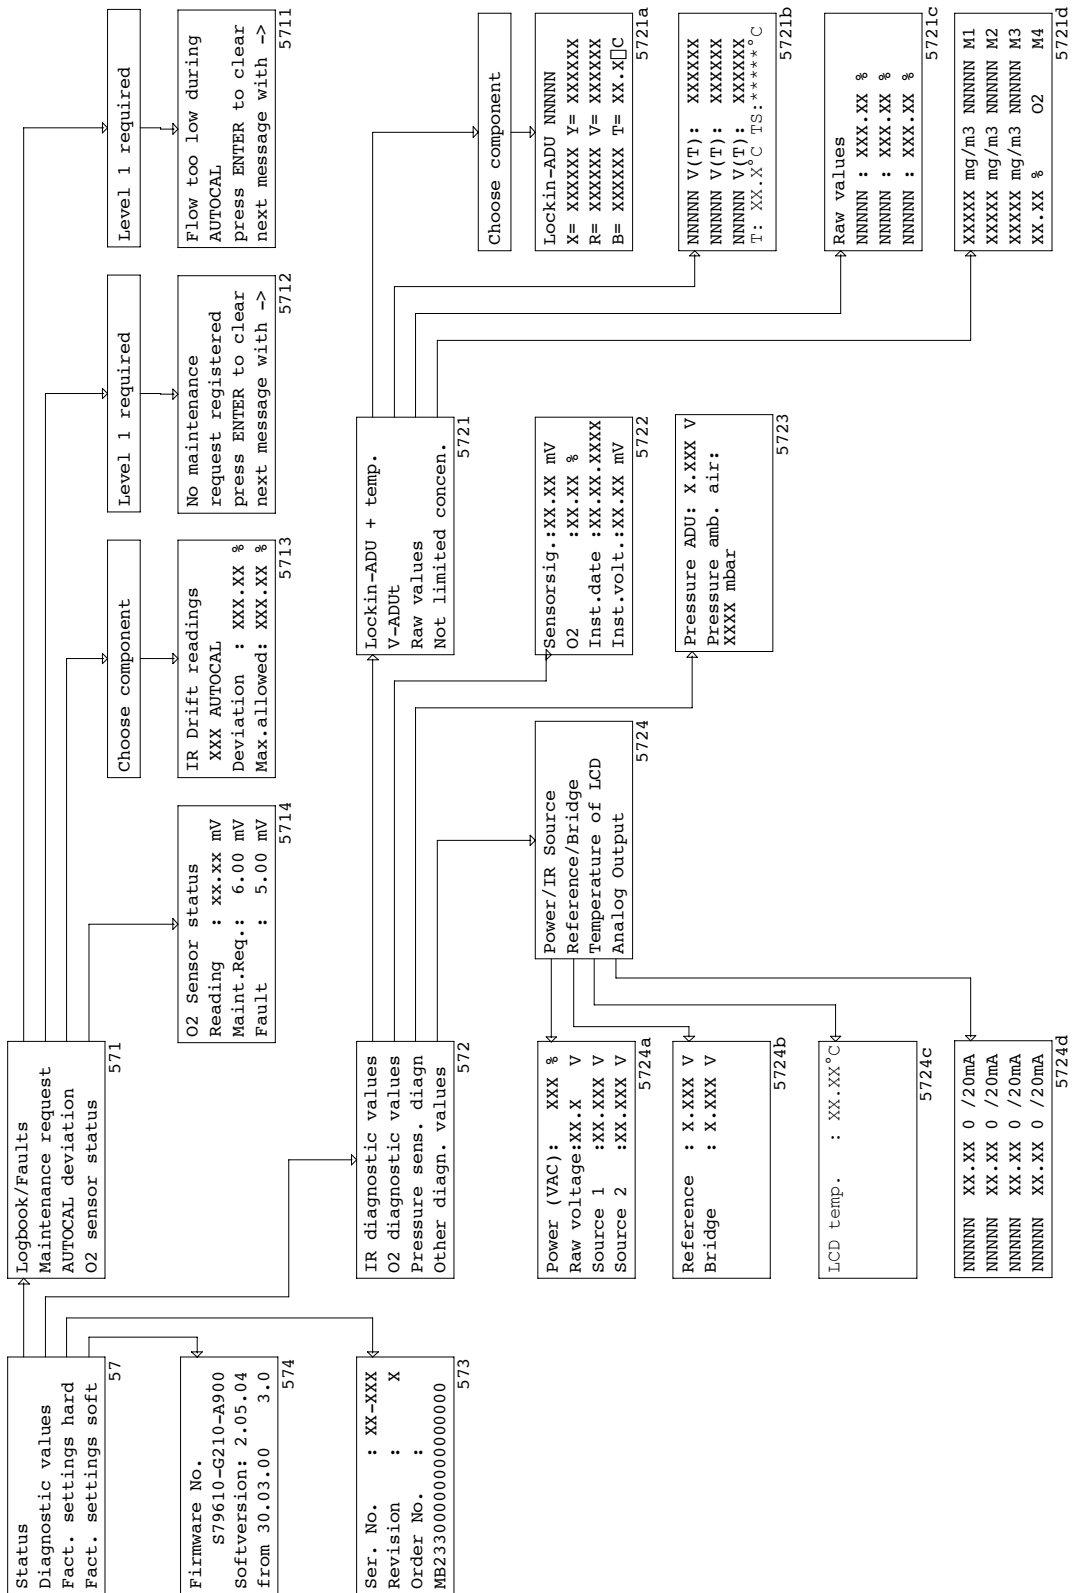 Status
Diagnostic values
Fact. settings hard
Fact. settings soft
57
Firmware No.
S79610-G210-A900
Softversion: 2.05.04
from 30.03.00 3.0
574
Ser. No. : XX-XXX
Revision : X
Order No. :
MB23300000000000000
573
Logbook/Faults
Maintenance request
AUTOCAL deviation
O2 sensor status
571
IR diagnostic values
O2 diagnostic values
Pressure sens. diagn
Other diagn. values
572
Power (VAC): XXX %
Raw voltage:XX.X V
Source 1 :XX.XXX V
Source 2 :XX.XXX V
5724a
Reference : X.XXX V
Bridge : X.XXX V
5724b
LCD temp. : XX.XX°C
5724c
NNNNN XX.XX 0 /20mA
NNNNN XX.XX 0 /20mA
NNNNN XX.XX 0 /20mA
NNNNN XX.XX 0 /20mA
5724d
O2 Sensor status
Reading : xx.xx mV
Maint.Req.: 6.00 mV
Fault : 5.00 mV
5714
Power/IR Source
Reference/Bridge
Temperature of LCD
Analog Output
5724
Choose component
IR Drift readings
XXX AUTOCAL
Deviation : XXX.XX %
Max.allowed: XXX.XX %
5713
Lockin-ADU + temp.
V-ADUt
Raw values
Not limited concen.
5721
Sensorsig.:XX.XX mV
O2 :XX.XX %
Inst.date :XX.XX.XXXX
Inst.volt.:XX.XX mV
5722
Pressure ADU: X.XXX V
Pressure amb. air:
XXXX mbar
5723
Level 1 required
No maintenance
request registered
press ENTER to clear
next message with ->
5712
Level 1 required
Flow too low during
AUTOCAL
press ENTER to clear
next message with ->
5711
Choose component
Lockin-ADU NNNNN
X= XXXXXX Y= XXXXXX
R= XXXXXX V= XXXXXX
B= XXXXXX T= XX.X□C
5721a
NNNNN V(T): XXXXXX
NNNNN V(T): XXXXXX
NNNNN V(T): XXXXXX
T: XX.X°C TS:*****°C
5721b
Raw values
NNNNN : XXX.XX %
NNNNN : XXX.XX %
NNNNN : XXX.XX %
5721c
XXXXX mg/m3 NNNNN M1
XXXXX mg/m3 NNNNN M2
XXXXX mg/m3 NNNNN M3
XX.XX % O2 M4
5721d